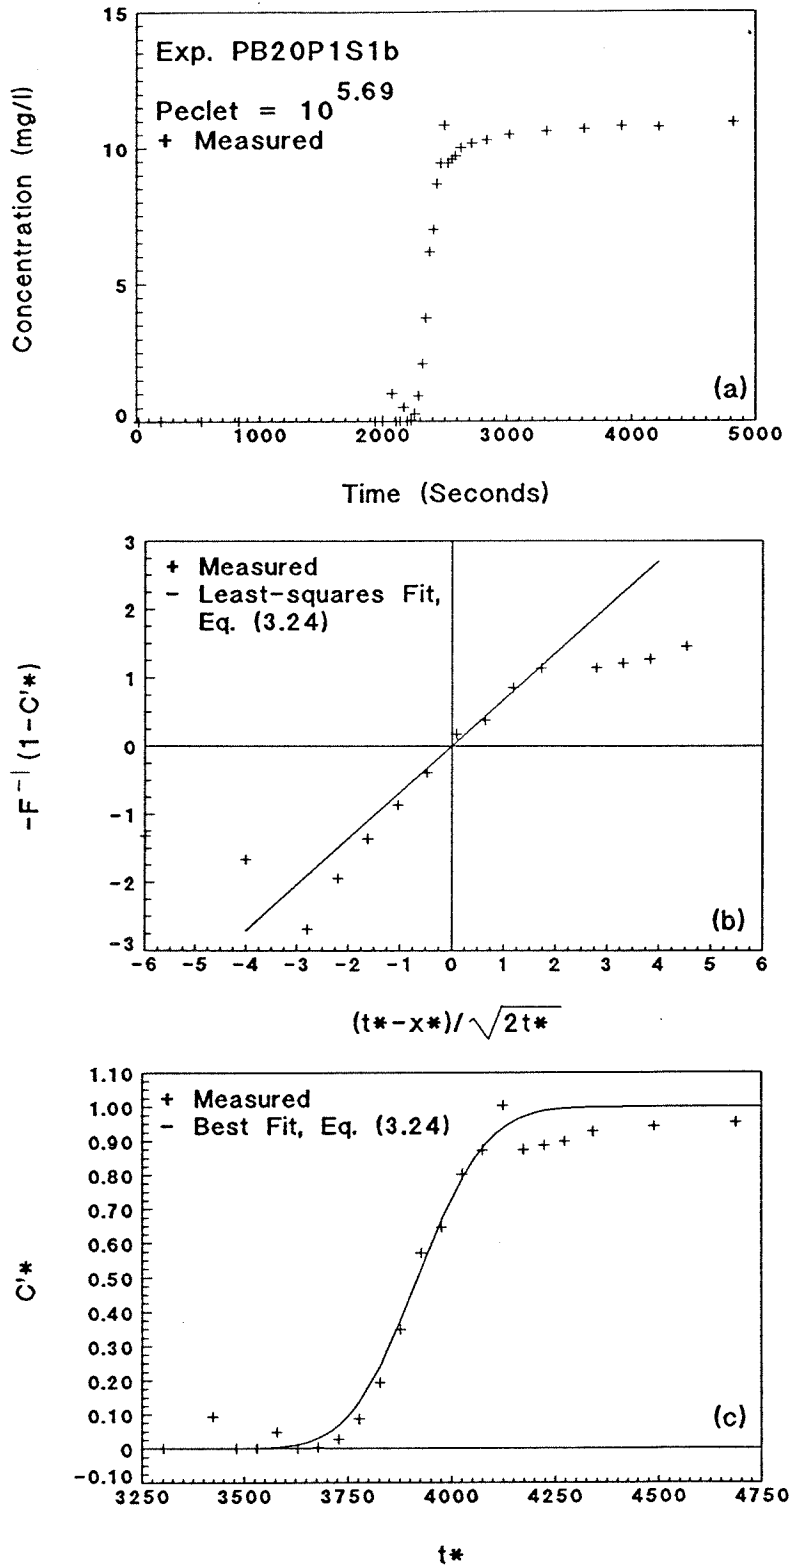 15
Exp. PB20P1S1b
Peclet = 10^5.69
+ Measured
10
5
0
Concentration (mg/l)
(a)
0 1000 2000 3000 4000 5000
Time (Seconds)
3
+ Measured
– Least-squares Fit,
Eq. (3.24)
2
1
0
-1
-2
-3
-F^-1 (1-C'*)
(b)
-6 -5 -4 -3 -2 -1 0 1 2 3 4 5 6
(t*-x*)/√2t*
1.10
+ Measured
1.00
– Best Fit, Eq. (3.24)
0.90
0.80
0.70
0.60
0.50
0.40
0.30
0.20
0.10
0
-0.10
C'*
(c)
3250 3500 3750 4000 4250 4500 4750
t*